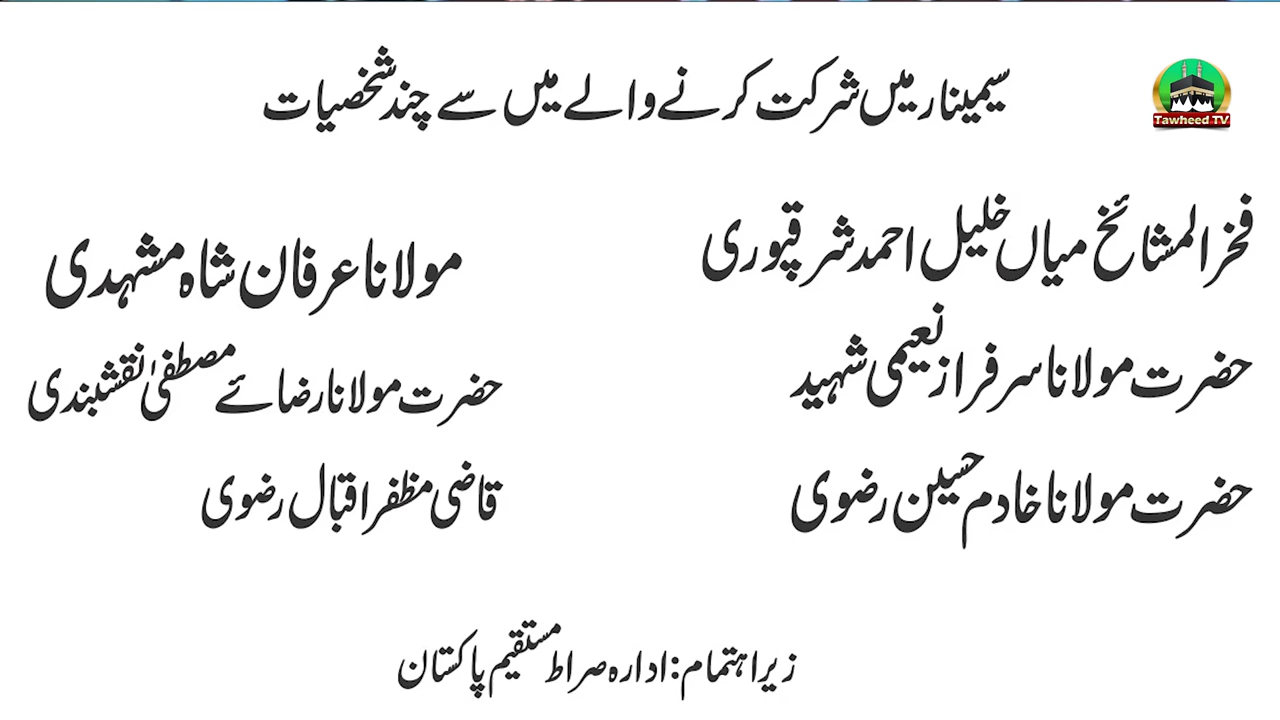 سیمینار میں شرکت کرنے والے میں سے چند شخصیات
Tawheed TV
فخر المشائخ میاں خلیل احمد شرقپوری
مولانا عرفان شاہ مشہدی
حضرت مولانا سرفراز نعیمی شہید
حضرت مولانا رضائے مصطفیٰ نقشبندی
حضرت مولانا خادم حسین رضوی
قاضی مظفر اقبال رضوی
زیر اہتمام: ادارہ صراط مستقیم پاکستان